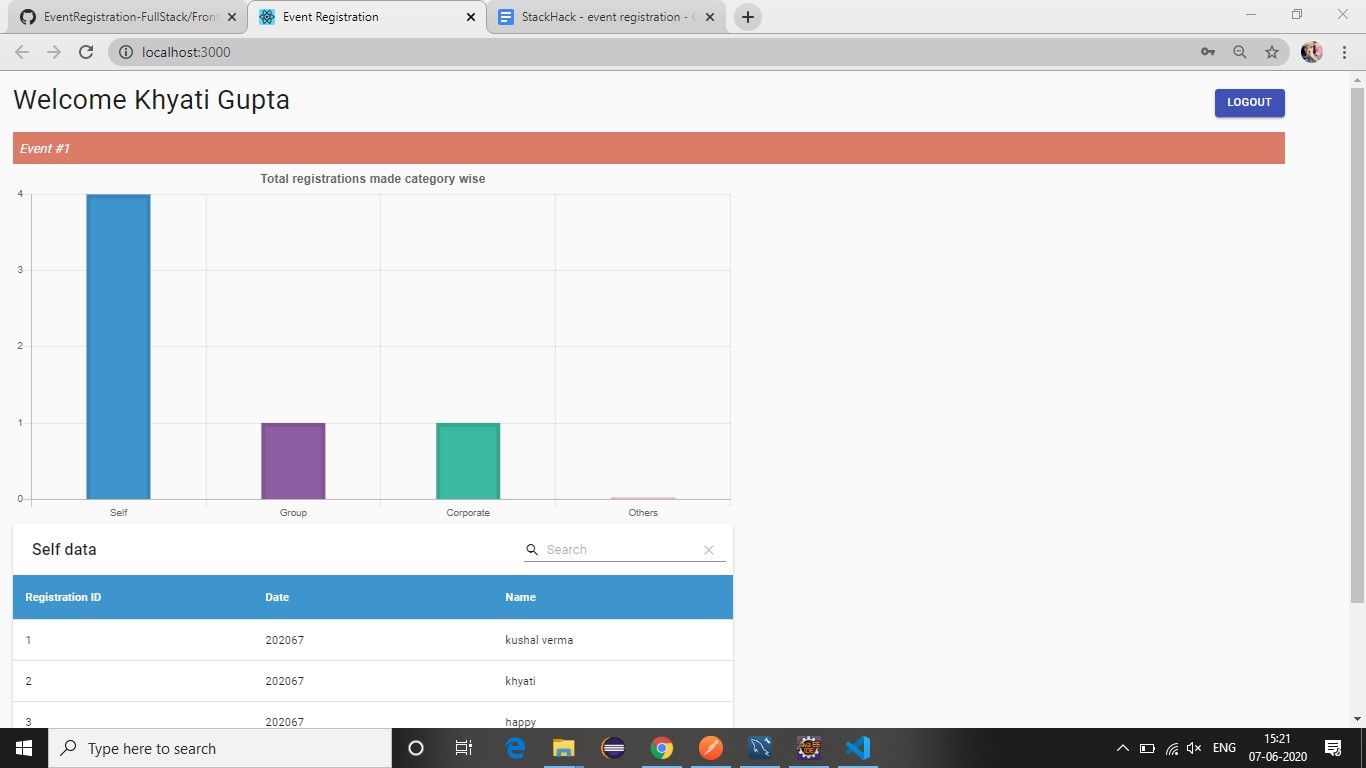 EventRegistration-FullStack/Fron
Event Registration
StackHack - event registration -
localhost:3000
Welcome Khyati Gupta
LOGOUT
Event #1
Total registrations made category wise
4
3
2
1
0
Self Group Corporate Others
Self data
Search
Registration ID Date Name
1 202067 kushal verma
2 202067 khyati
3 202067 happy
Type here to search
ENG
15:21
07-06-2020